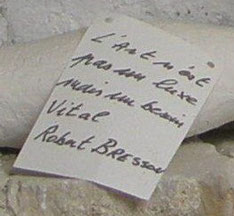 L'Art n'est
pas un luxe
mais un besoin
Vital
Robert BRESSON